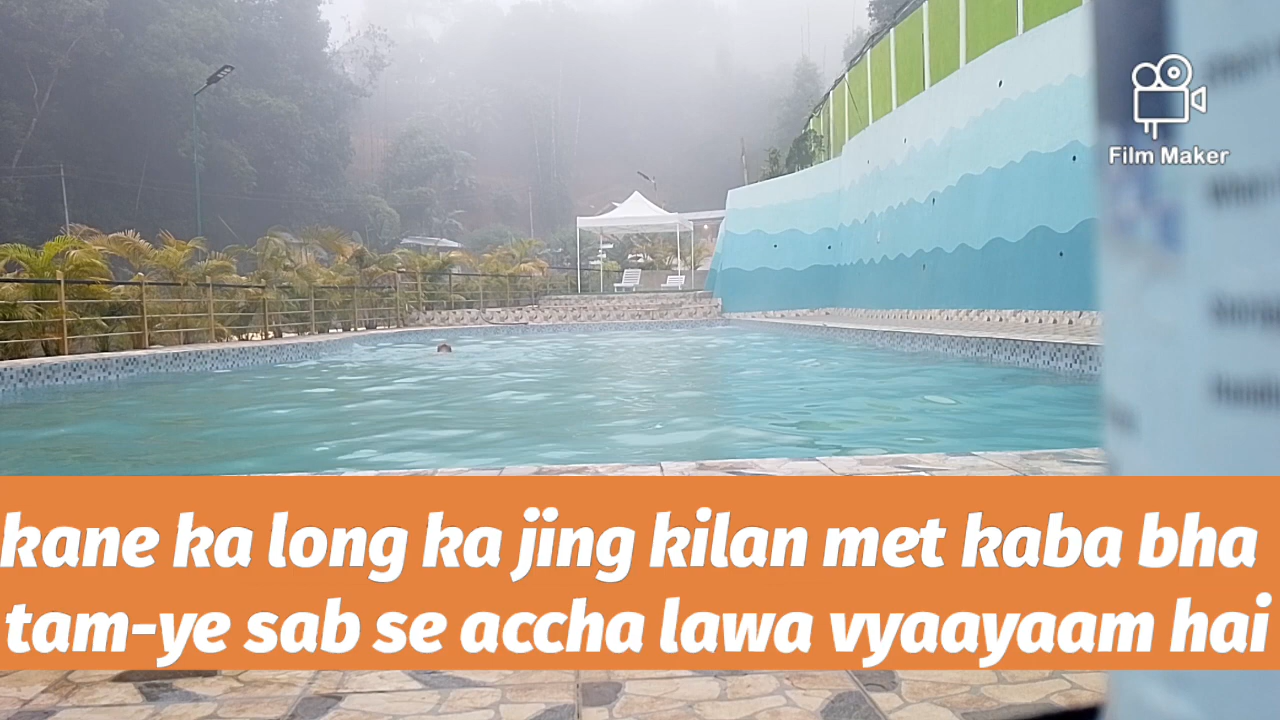 Film Maker
kane ka long ka jing kilan met kaba bha
tam-ye sab se accha lawa vyaayaam hai